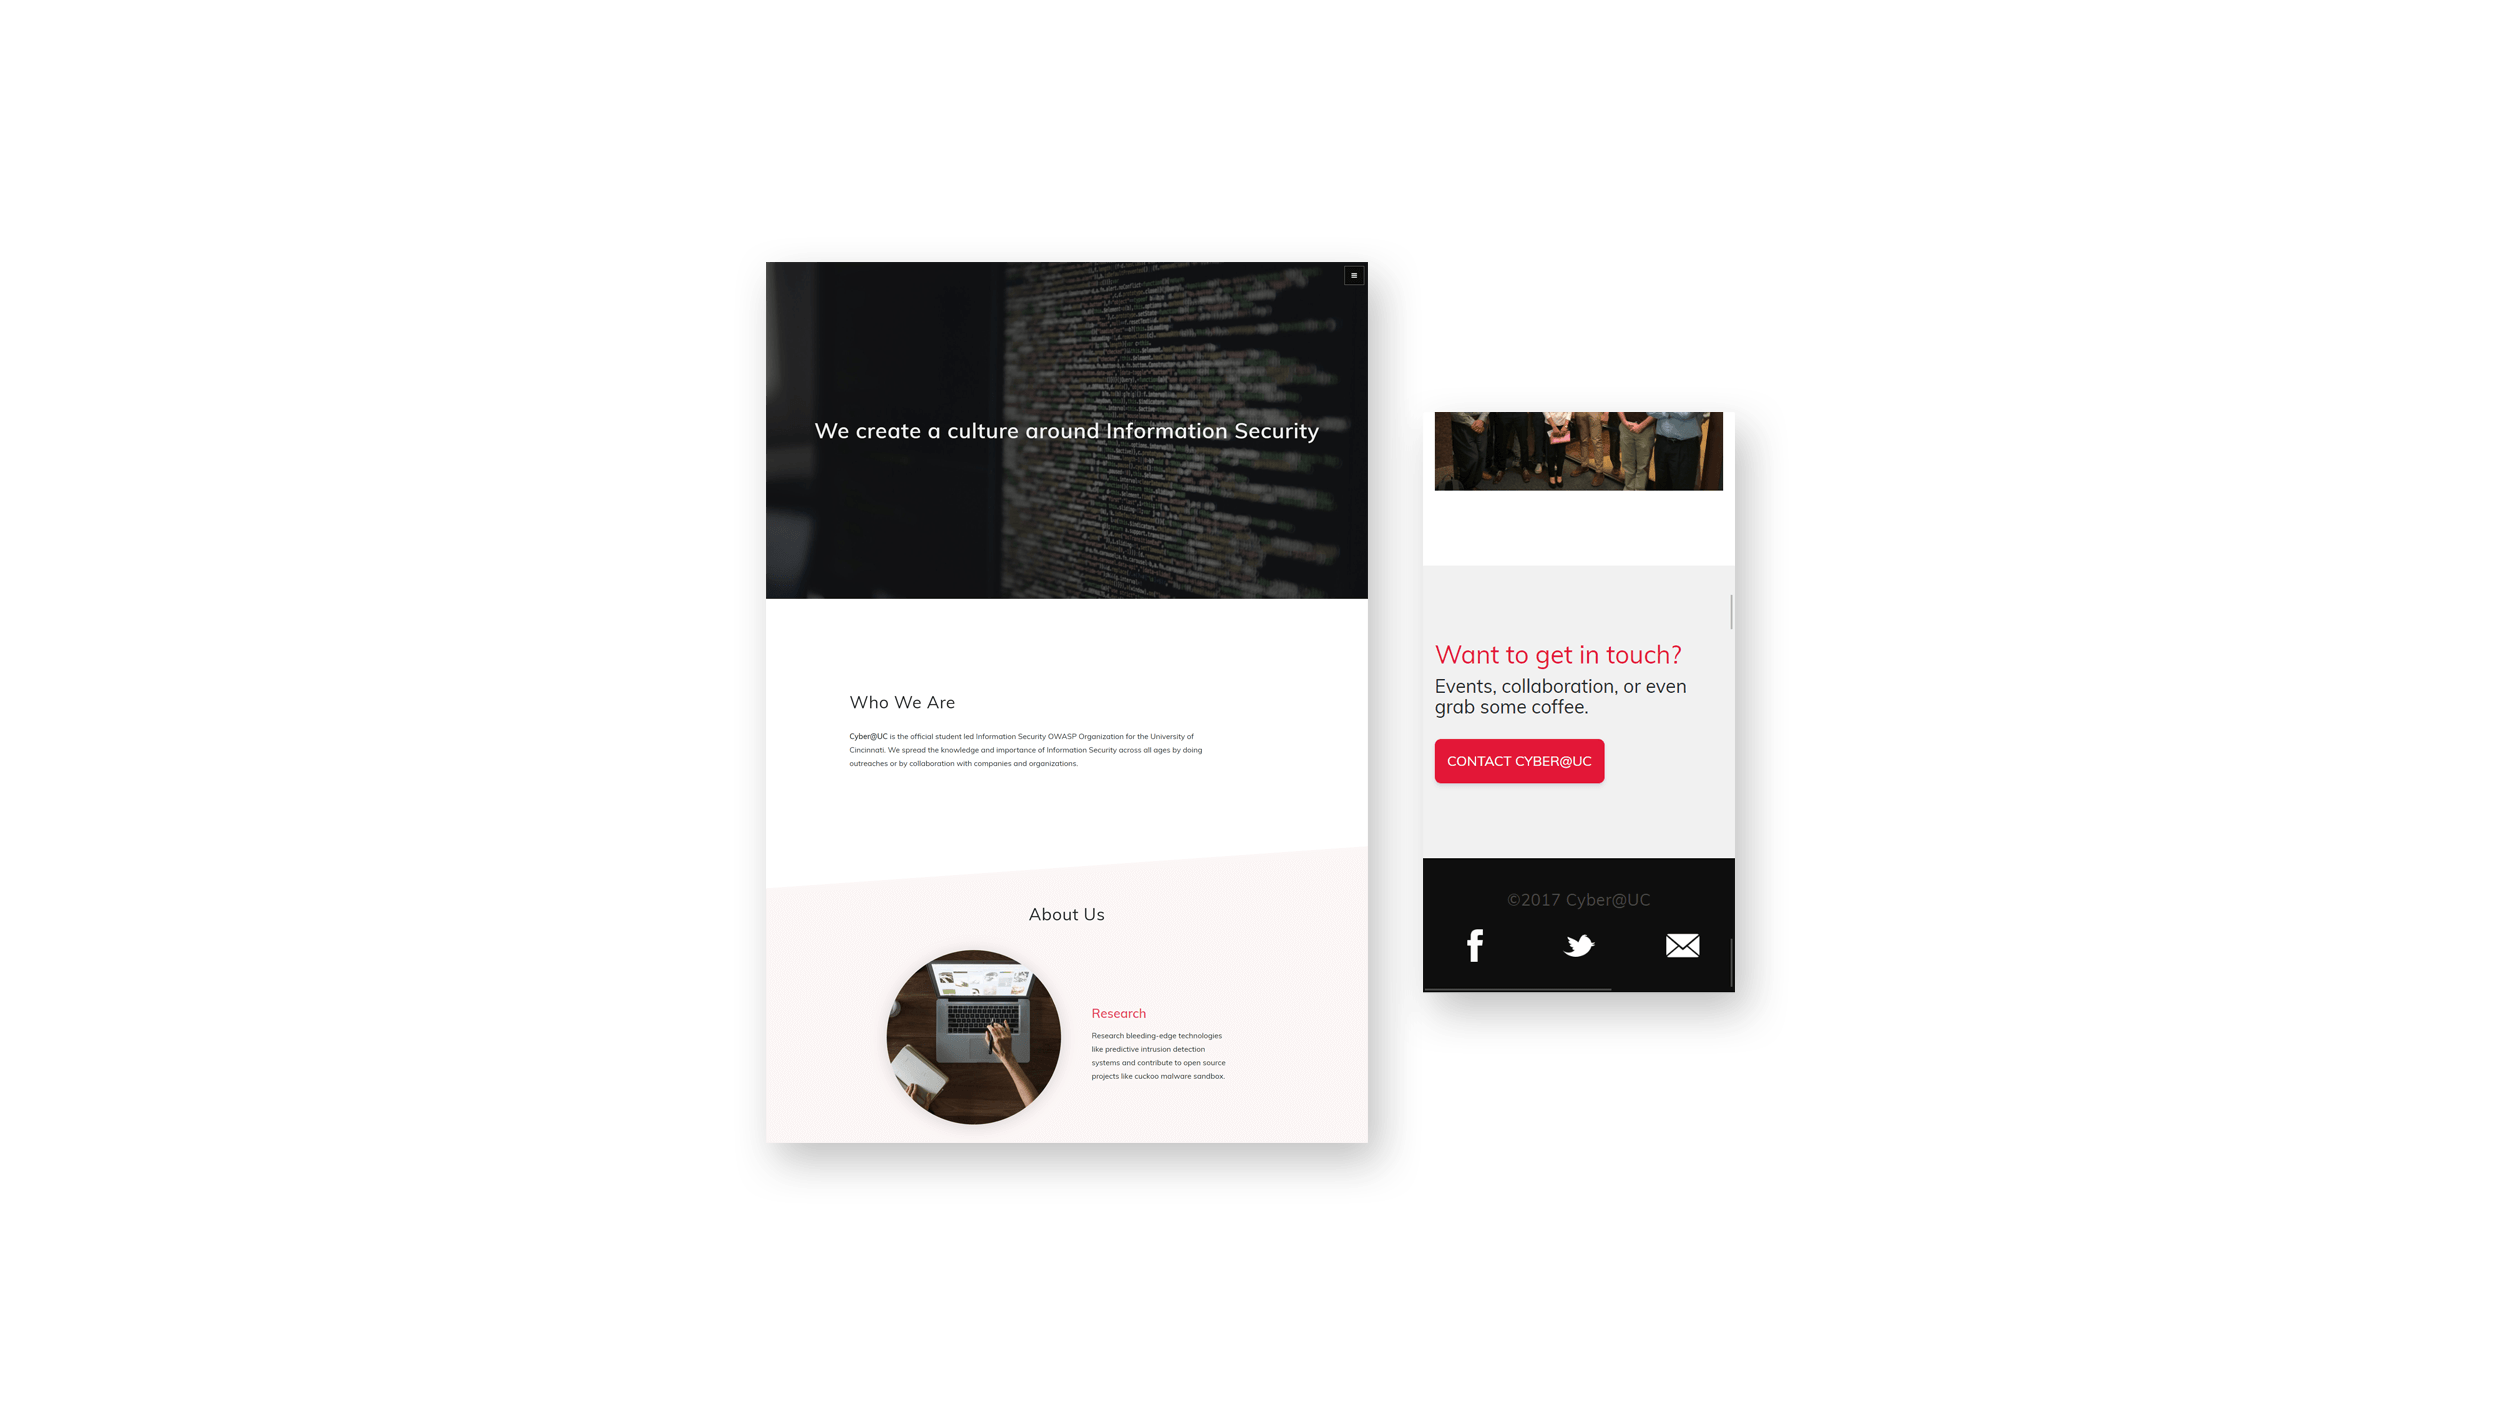 We create a culture around Information Security
Who We Are
Cyber@UC is the official student led Information Security OWASP Organization for the University of
Cincinnati. We spread the knowledge and importance of Information Security across all ages by doing
outreaches or by collaboration with companies and organizations.
About Us
Research
Research bleeding-edge technologies
like predictive intrusion detection
systems and contribute to open source
projects like cuckoo malware sandbox.
Want to get in touch?
Events, collaboration, or even
grab some coffee.
CONTACT CYBER@UC
©2017 Cyber@UC